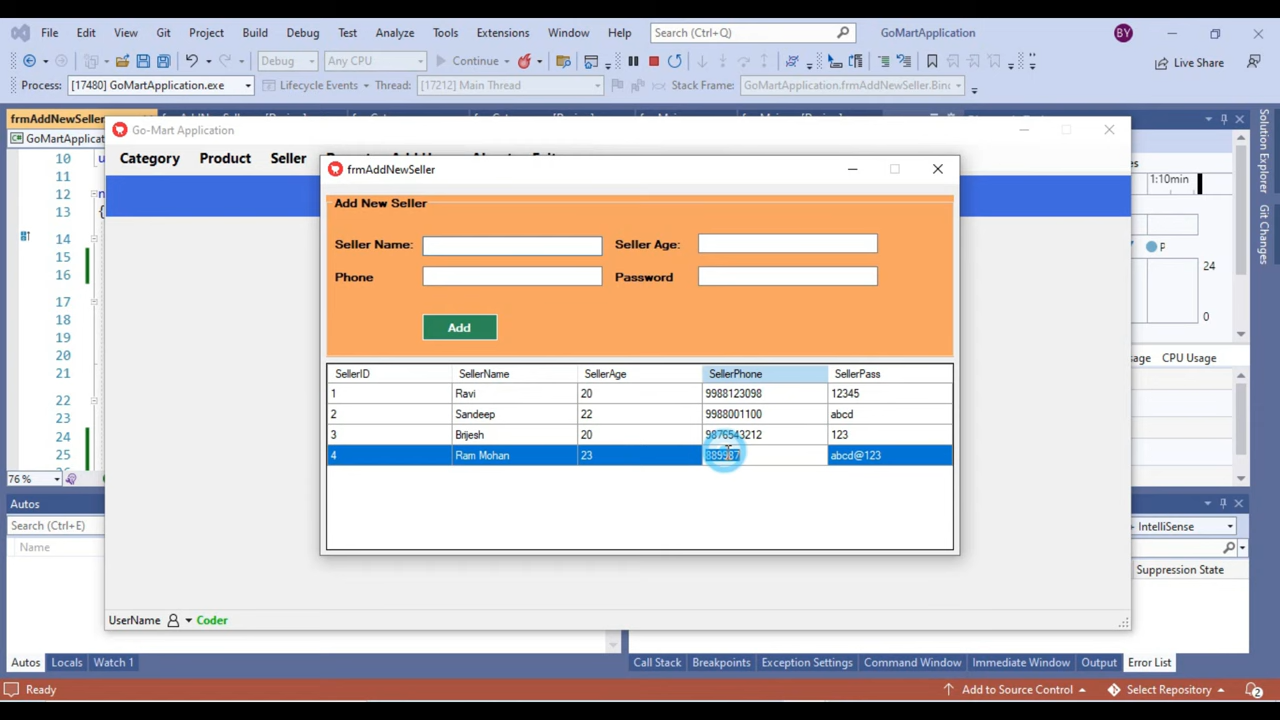 File Edit View Git Project Build Debug Test Analyze Tools Extensions Window Help Search (Ctrl+Q) GoMartApplication BY
Debug Any CPU Continue Live Share
Process: [17480] GoMartApplication.exe Lifecycle Events Thread: [17212] Main Thread Stack Frame: GoMartApplication.frmAddNewSeller.Binc
frmAddNewSeller
GoMartApplicat
Go-Mart Application
Category Product Seller
frmAddNewSeller
Add New Seller
Seller Name: Seller Age:
Phone Password
Add
SellerID SellerName SellerAge SellerPhone SellerPass
1 Ravi 20 9988123098 12345
2 Sandeep 22 9988001100 abcd
3 Brijesh 20 9876543212 123
4 Ram Mohan 23 889987 abcd@123
UserName Coder
10 u
11
12 n
13 {
14
15
16
17
18
19
20
21
22
23
24
25
76 %
1:10min
P
24
0
sage CPU Usage
Solution Explorer
Git Changes
Autos
Search (Ctrl+E)
Name
+ IntelliSense
Suppression State
Autos Locals Watch 1
Call Stack Breakpoints Exception Settings Command Window Immediate Window Output Error List
Ready Add to Source Control Select Repository 2